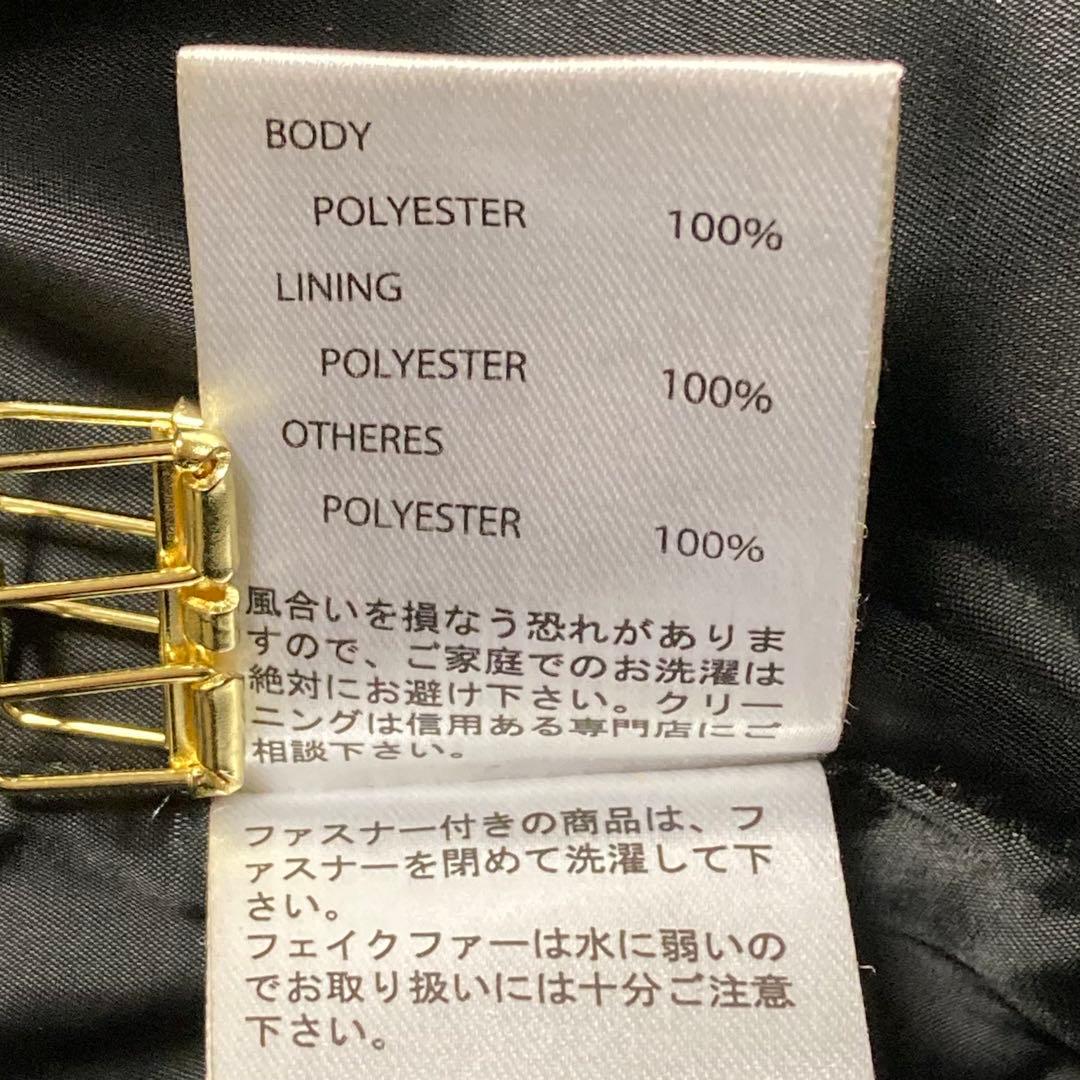 BODY
POLYESTER 100%
LINING
POLYESTER 100%
OTHERES
POLYESTER 100%
風合いを損なう恐れがありま
すので、ご家庭でのお洗濯は
絶対にお避け下さい。クリー
ニングは信用ある専門店にご
相談下さい。
ファスナー付きの商品は、フ
ァスナーを閉めて洗濯して下
さい。
フェイクファーは水に弱いの
でお取り扱いには十分ご注意
下さい。